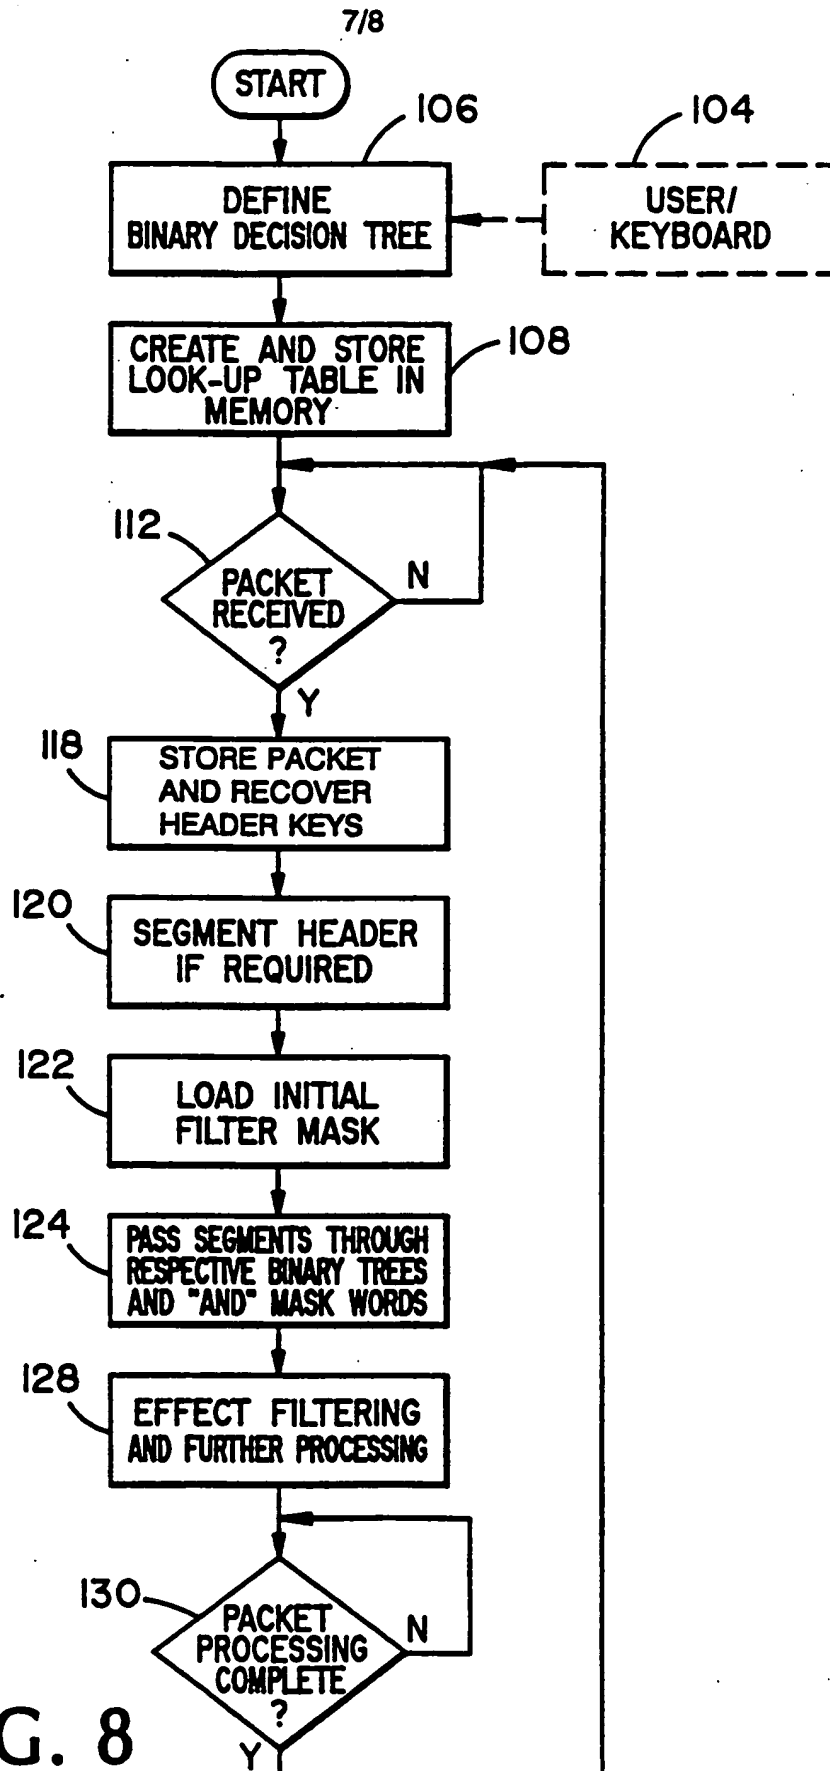 7/8
START
106
104
DEFINE
BINARY DECISION TREE
USER/
KEYBOARD
CREATE AND STORE
LOOK-UP TABLE IN
MEMORY
108
112
PACKET
RECEIVED
?
N
Y
118
STORE PACKET
AND RECOVER
HEADER KEYS
120
SEGMENT HEADER
IF REQUIRED
122
LOAD INITIAL
FILTER MASK
124
PASS SEGMENTS THROUGH
RESPECTIVE BINARY TREES
AND "AND" MASK WORDS
128
EFFECT FILTERING
AND FURTHER PROCESSING
130
PACKET
PROCESSING
COMPLETE
?
N
Y
G. 8